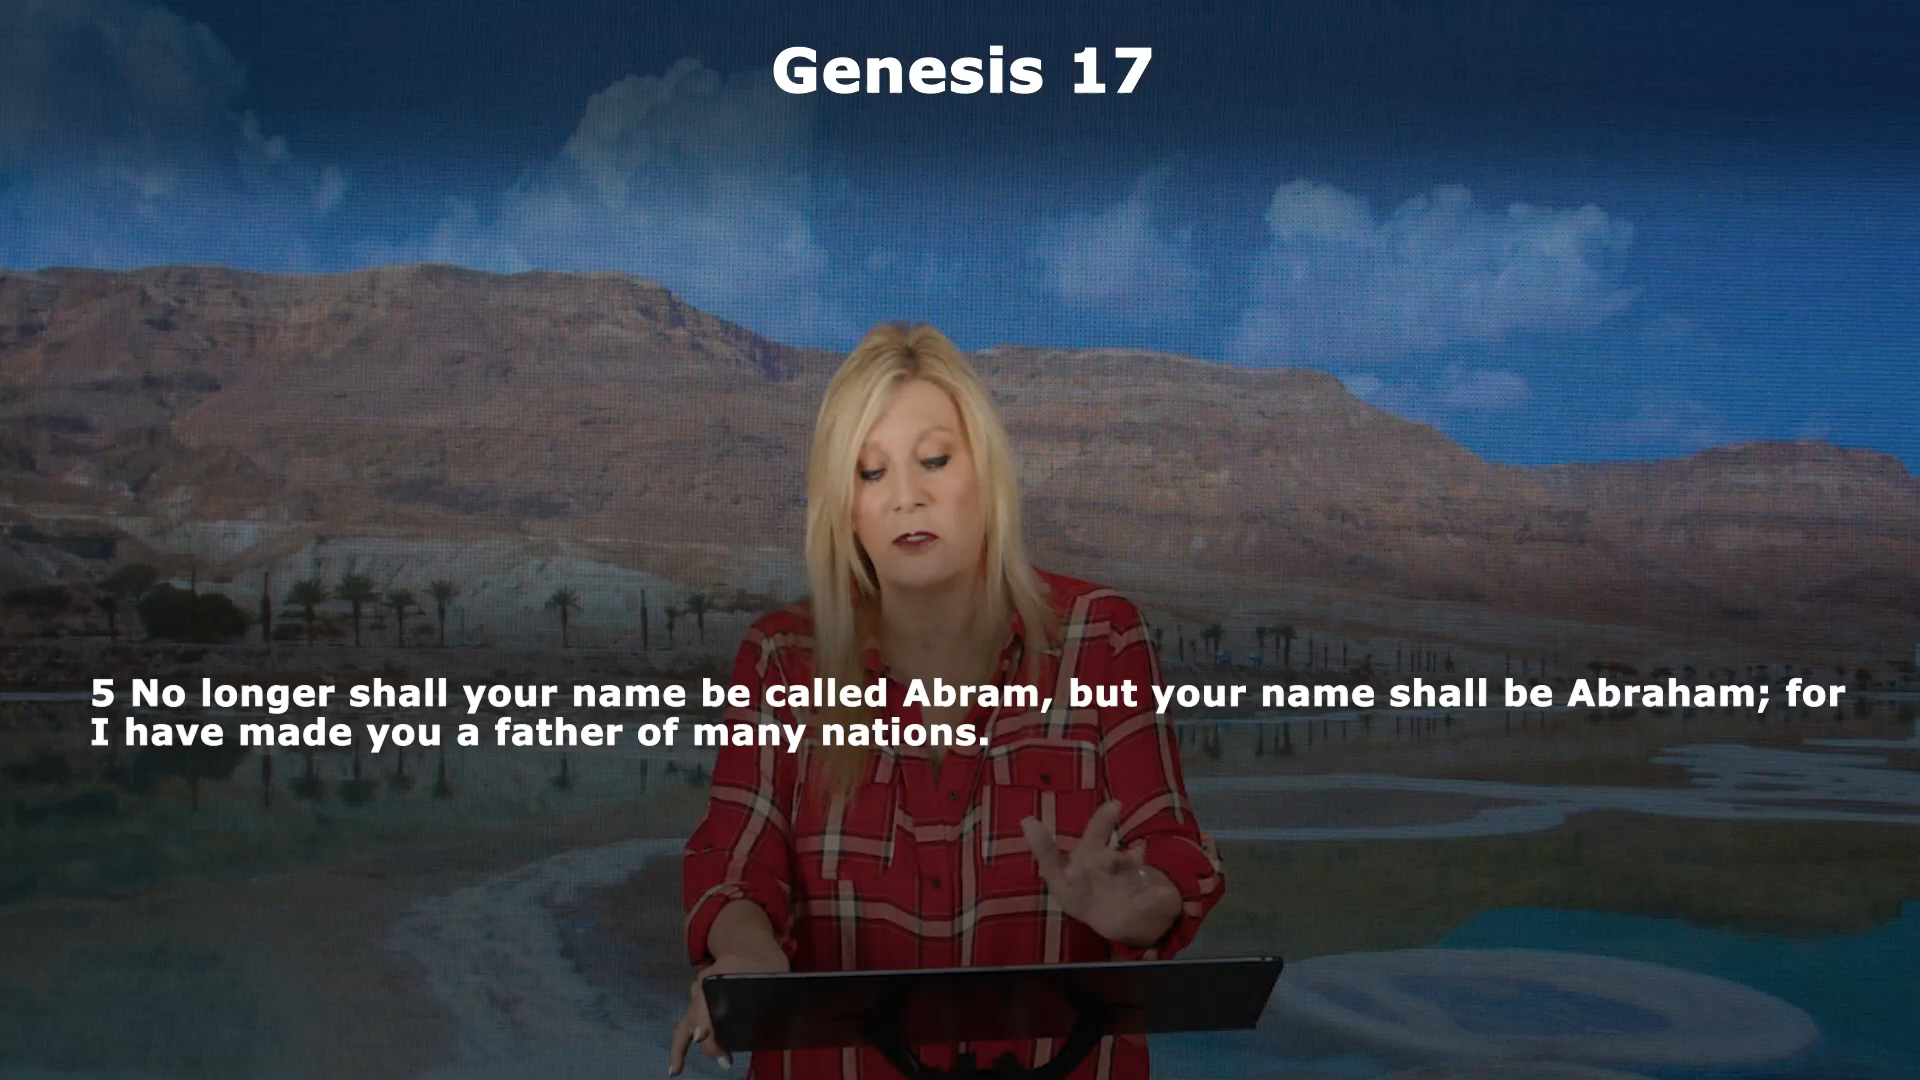 Genesis 17
5 No longer shall your name be called Abram, but your name shall be Abraham; for
I have made you a father of many nations.